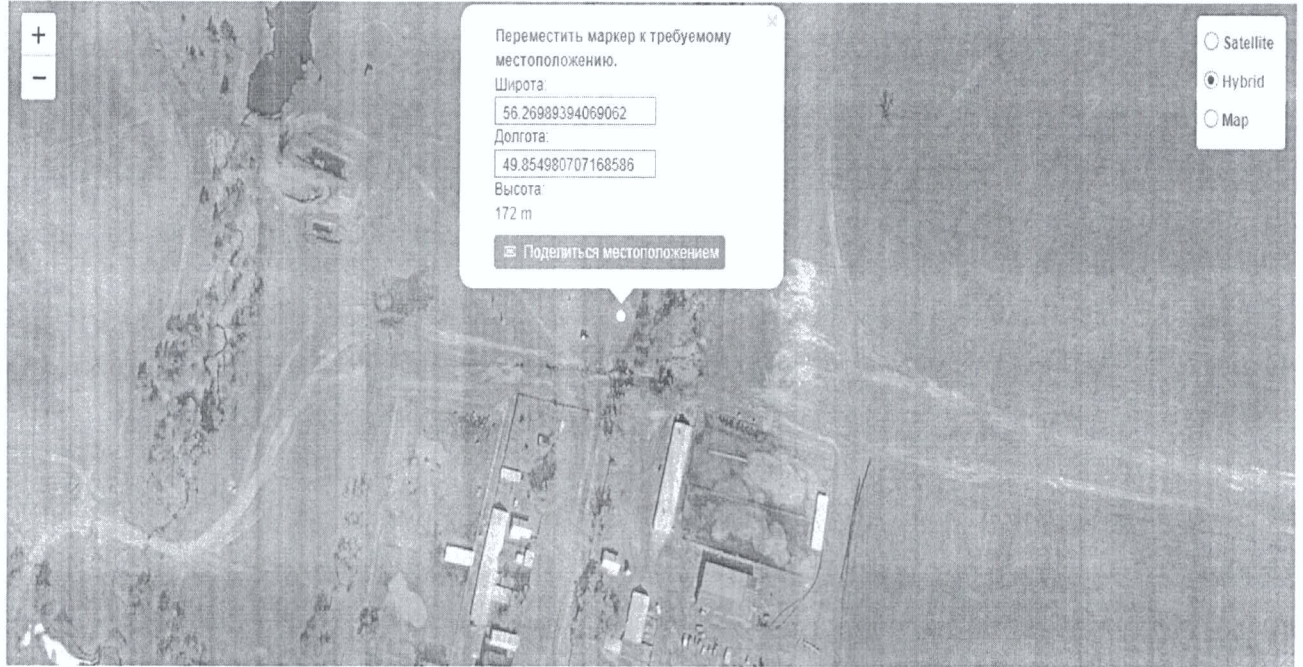 +
−
Переместить маркер к требуемому
местоположению.
Широта:
56.26989394069062
Долгота:
49.854980707168586
Высота:
172 m
Поделиться местоположением
×
Satellite
Hybrid
Map